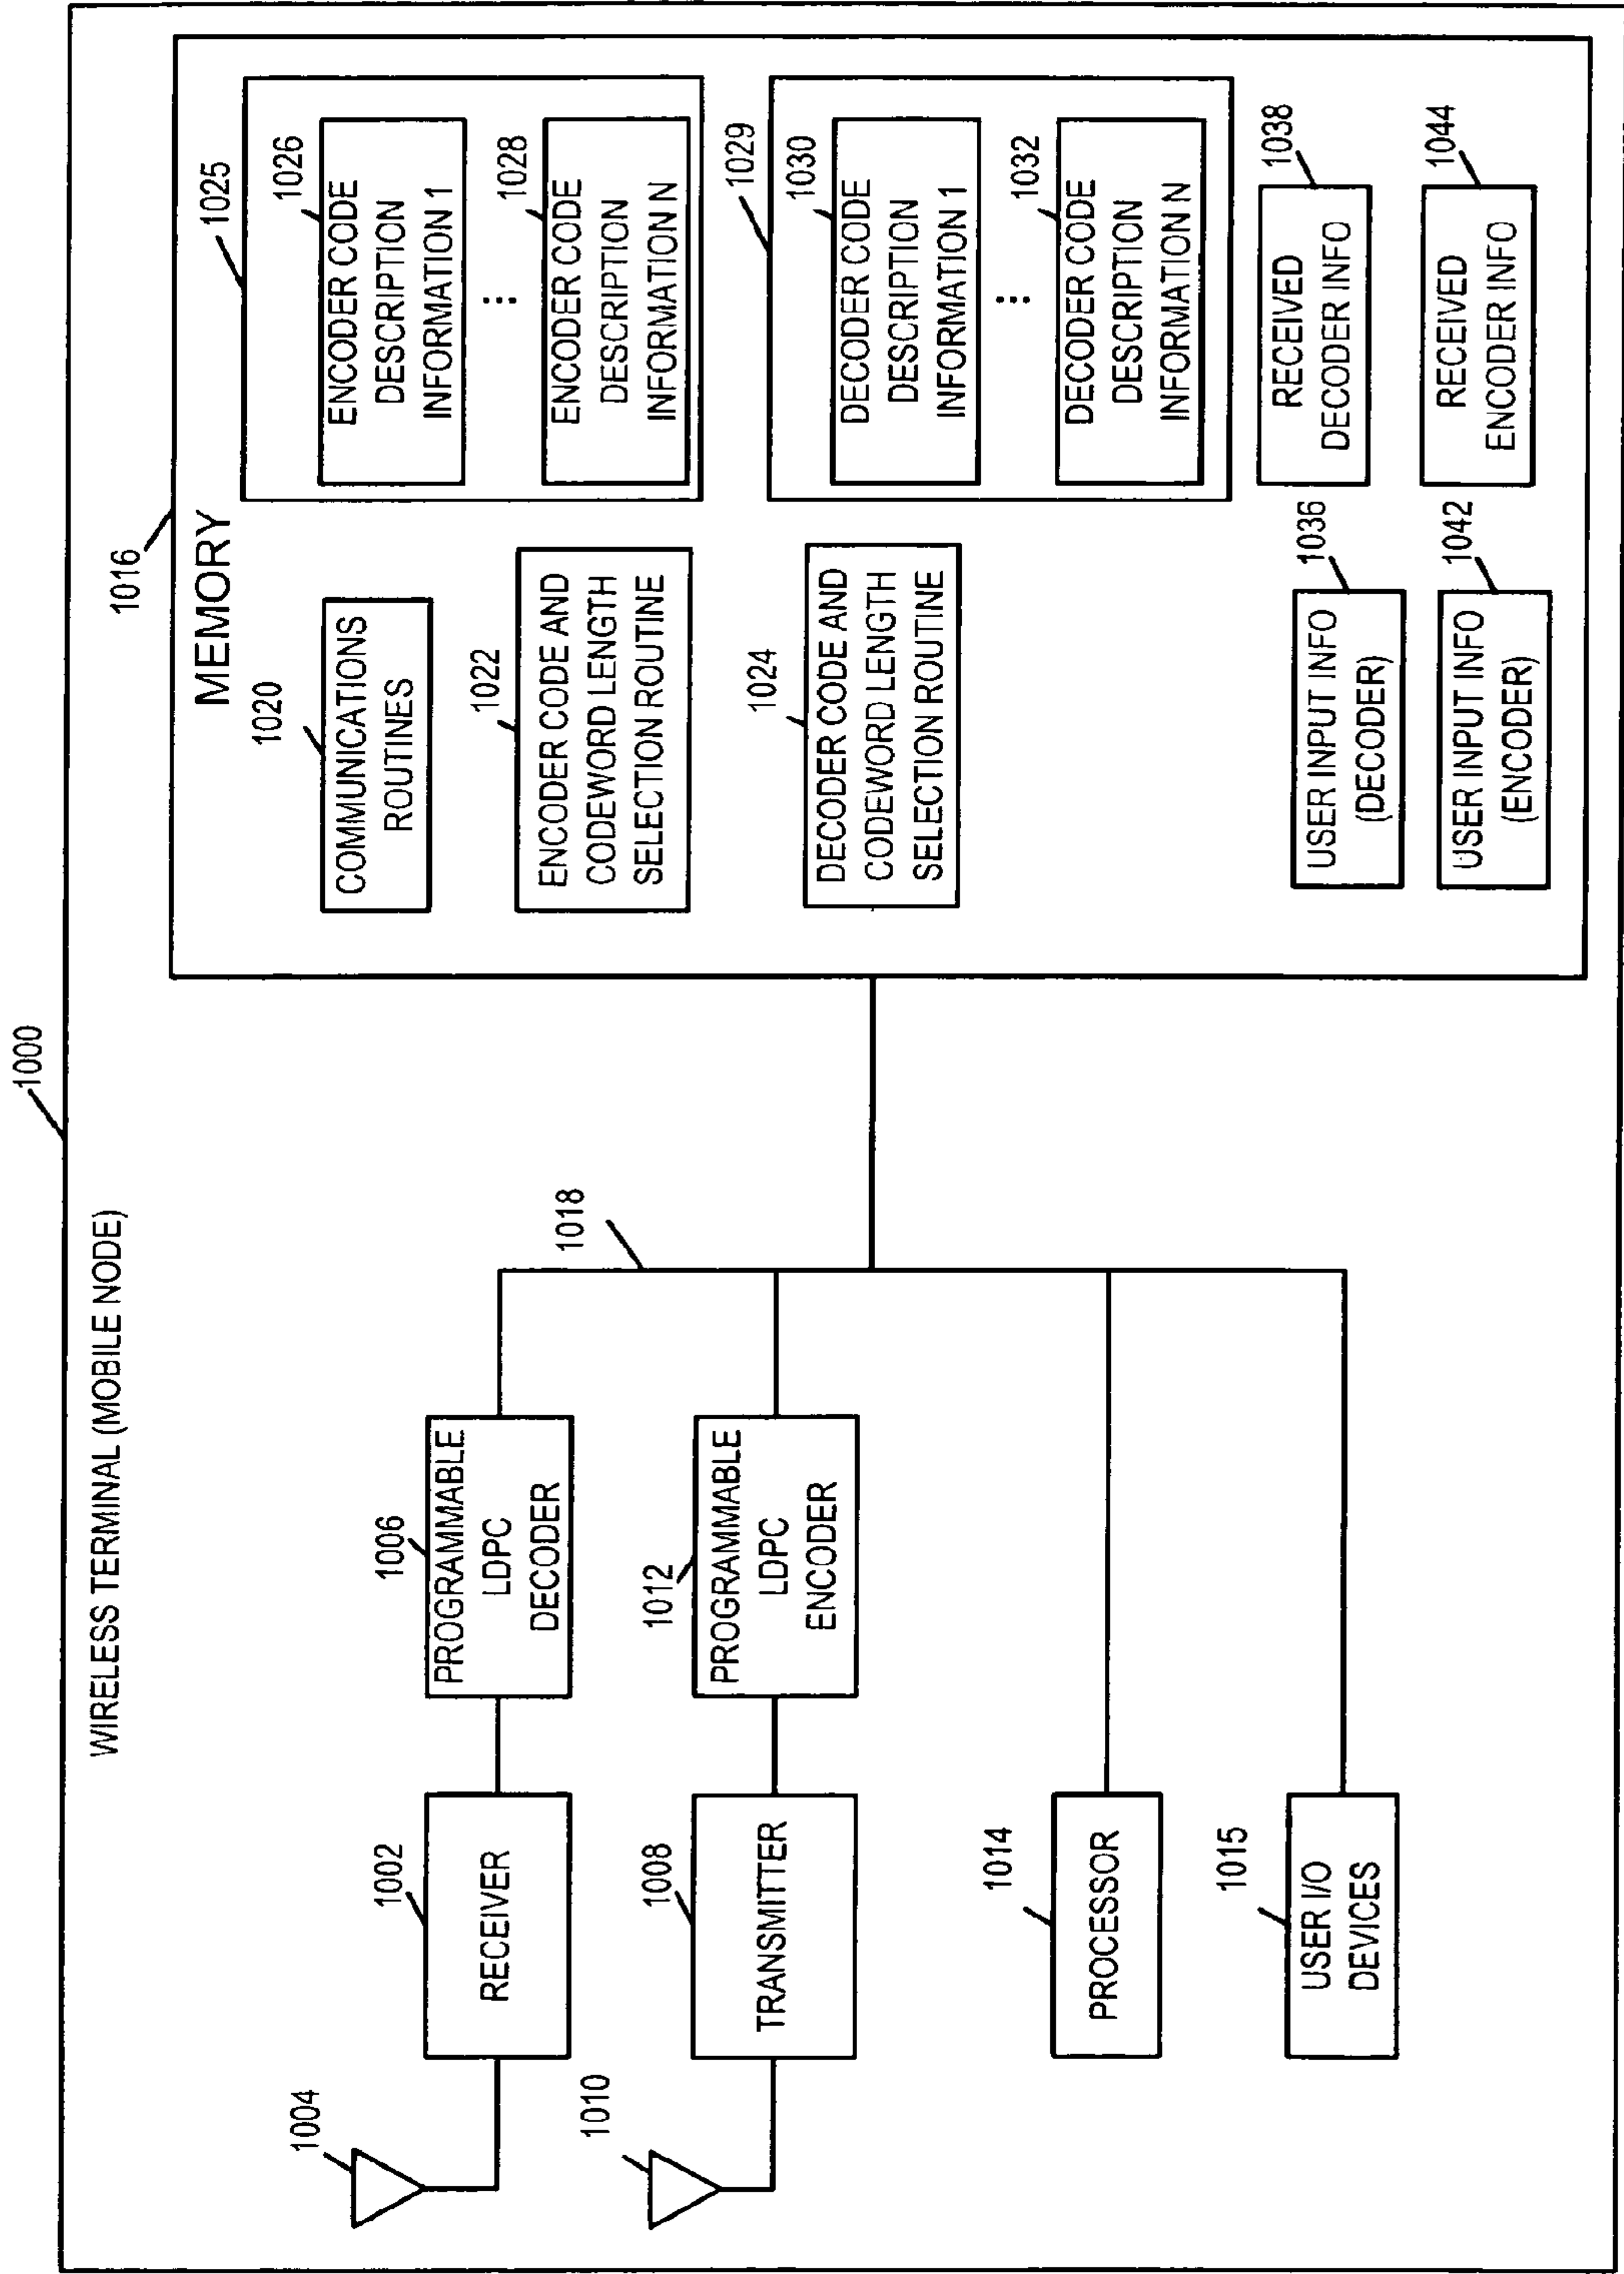 1000
WIRELESS TERMINAL (MOBILE NODE)
1004
1002
RECEIVER
1006
PROGRAMMABLE
LDPC
DECODER
1010
1008
TRANSMITTER
1012
PROGRAMMABLE
LDPC
ENCODER
1014
PROCESSOR
1015
USER I/O
DEVICES
1018
1016
MEMORY
1020
COMMUNICATIONS
ROUTINES
1022
ENCODER CODE AND
CODEWORD LENGTH
SELECTION ROUTINE
1024
DECODER CODE AND
CODEWORD LENGTH
SELECTION ROUTINE
1025
1026
ENCODER CODE
DESCRIPTION
INFORMATION 1
...
1028
ENCODER CODE
DESCRIPTION
INFORMATION N
1029
1030
DECODER CODE
DESCRIPTION
INFORMATION 1
...
1032
DECODER CODE
DESCRIPTION
INFORMATION N
1036
USER INPUT INFO
(DECODER)
1038
RECEIVED
DECODER INFO
1042
USER INPUT INFO
(ENCODER)
1044
RECEIVED
ENCODER INFO